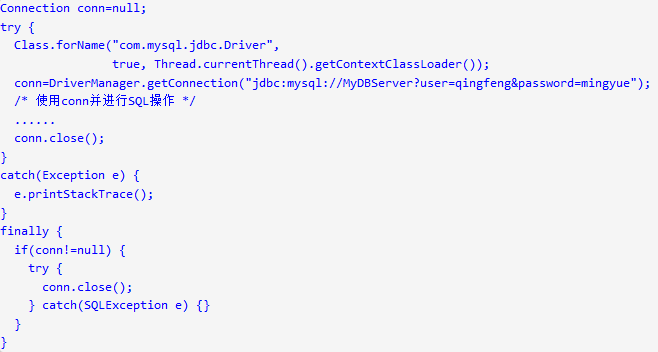 Connection conn=null;
try {
  Class.forName("com.mysql.jdbc.Driver",
                true, Thread.currentThread().getContextClassLoader());
  conn=DriverManager.getConnection("jdbc:mysql://MyDBServer?user=qingfeng&password=mingyue");
  /* 使用conn并进行SQL操作 */
  ......
  conn.close();
}
catch(Exception e) {
  e.printStackTrace();
}
finally {
  if(conn!=null) {
    try {
      conn.close();
    } catch(SQLException e) {}
  }
}